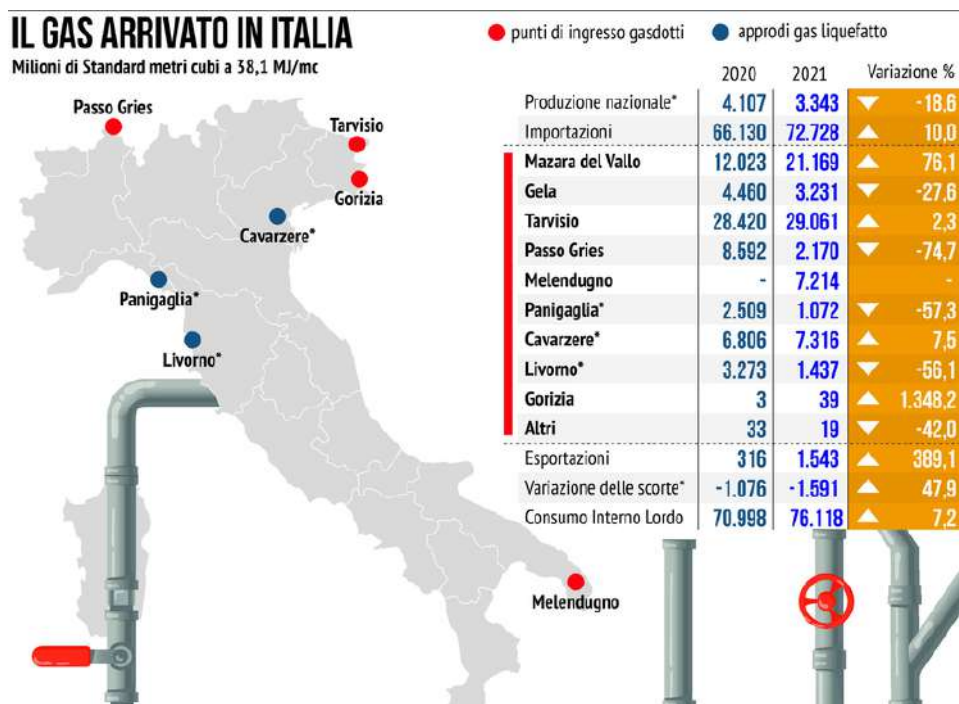 IL GAS ARRIVATO IN ITALIA
Milioni di Standard metri cubi a 38,1 MJ/mc
punti di ingresso gasdotti
approdi gas liquefatto
Passo Gries
Tarvisio
Gorizia
Cavarzere*
Panigaglia*
Livorno*
Melendugno
2020 2021 Variazione %
Produzione nazionale* 4.107 3.343 -18,6
Importazioni 66.130 72.728 10,0
Mazara del Vallo 12.023 21.169 76,1
Gela 4.460 3.231 -27,6
Tarvisio 28.420 29.061 2,3
Passo Gries 8.592 2.170 -74,7
Melendugno - 7.214 -
Panigaglia* 2.509 1.072 -57,3
Cavarzere* 6.806 7.316 7,5
Livorno* 3.273 1.437 -56,1
Gorizia 3 39 1.348,2
Altri 33 19 -42,0
Esportazioni 316 1.543 389,1
Variazione delle scorte* -1.076 -1.591 47,9
Consumo Interno Lordo 70.998 76.118 7,2